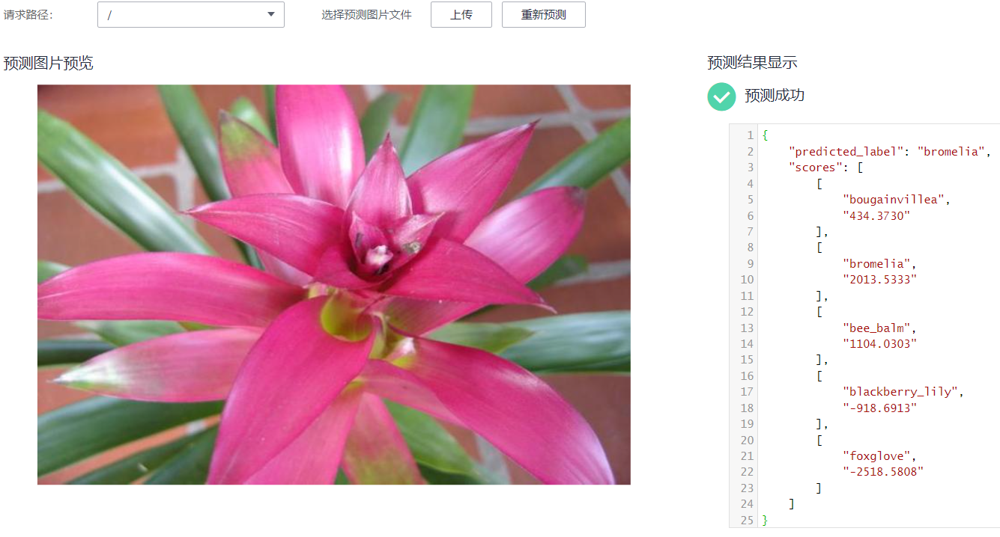 请求路径： / 选择预测图片文件 上传 重新预测
预测图片预览
预测结果显示
预测成功
1 {
2 "predicted_label": "bromelia",
3 "scores": [
4 [
5 "bougainvillea",
6 "434.3730"
7 ],
8 [
9 "bromelia",
10 "2013.5333"
11 ],
12 [
13 "bee_balm",
14 "1104.0303"
15 ],
16 [
17 "blackberry_lily",
18 "-918.6913"
19 ],
20 [
21 "foxglove",
22 "-2518.5808"
23 ]
24 ]
25 }